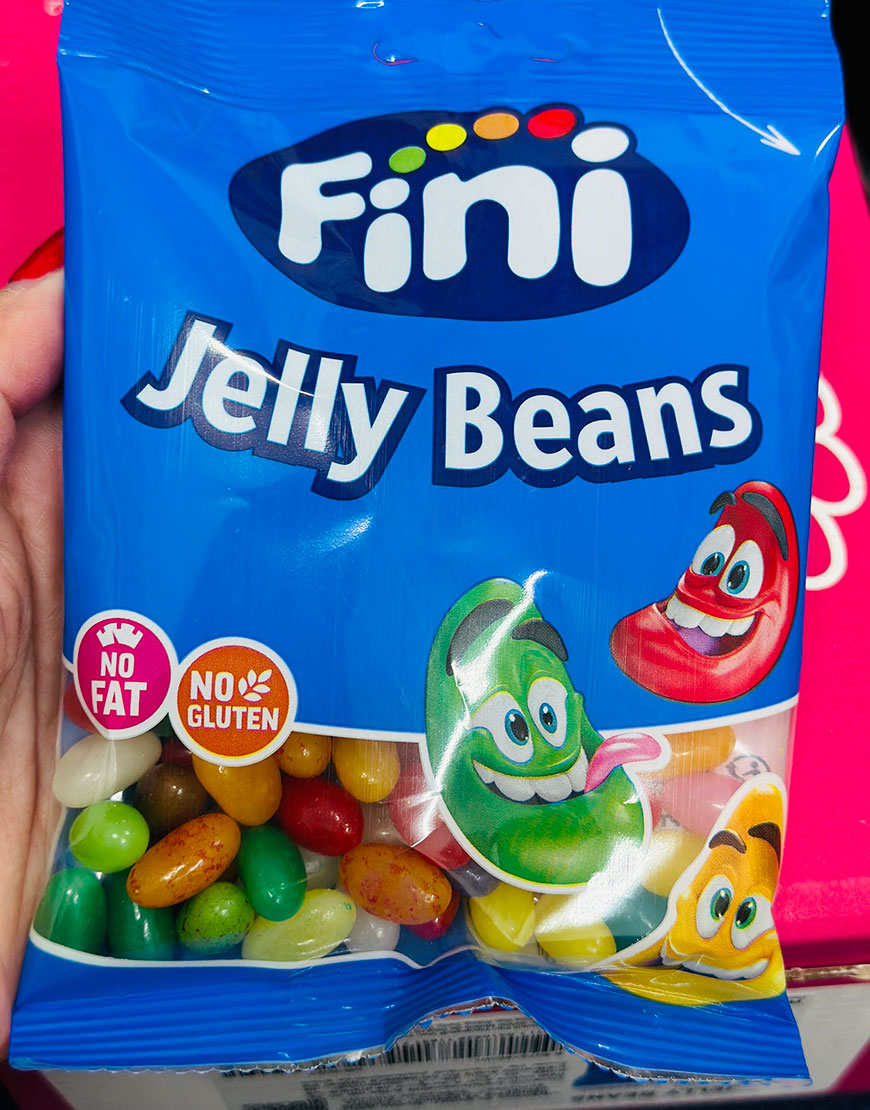 Fini
Jelly Beans
NO
FAT
NO
GLUTEN